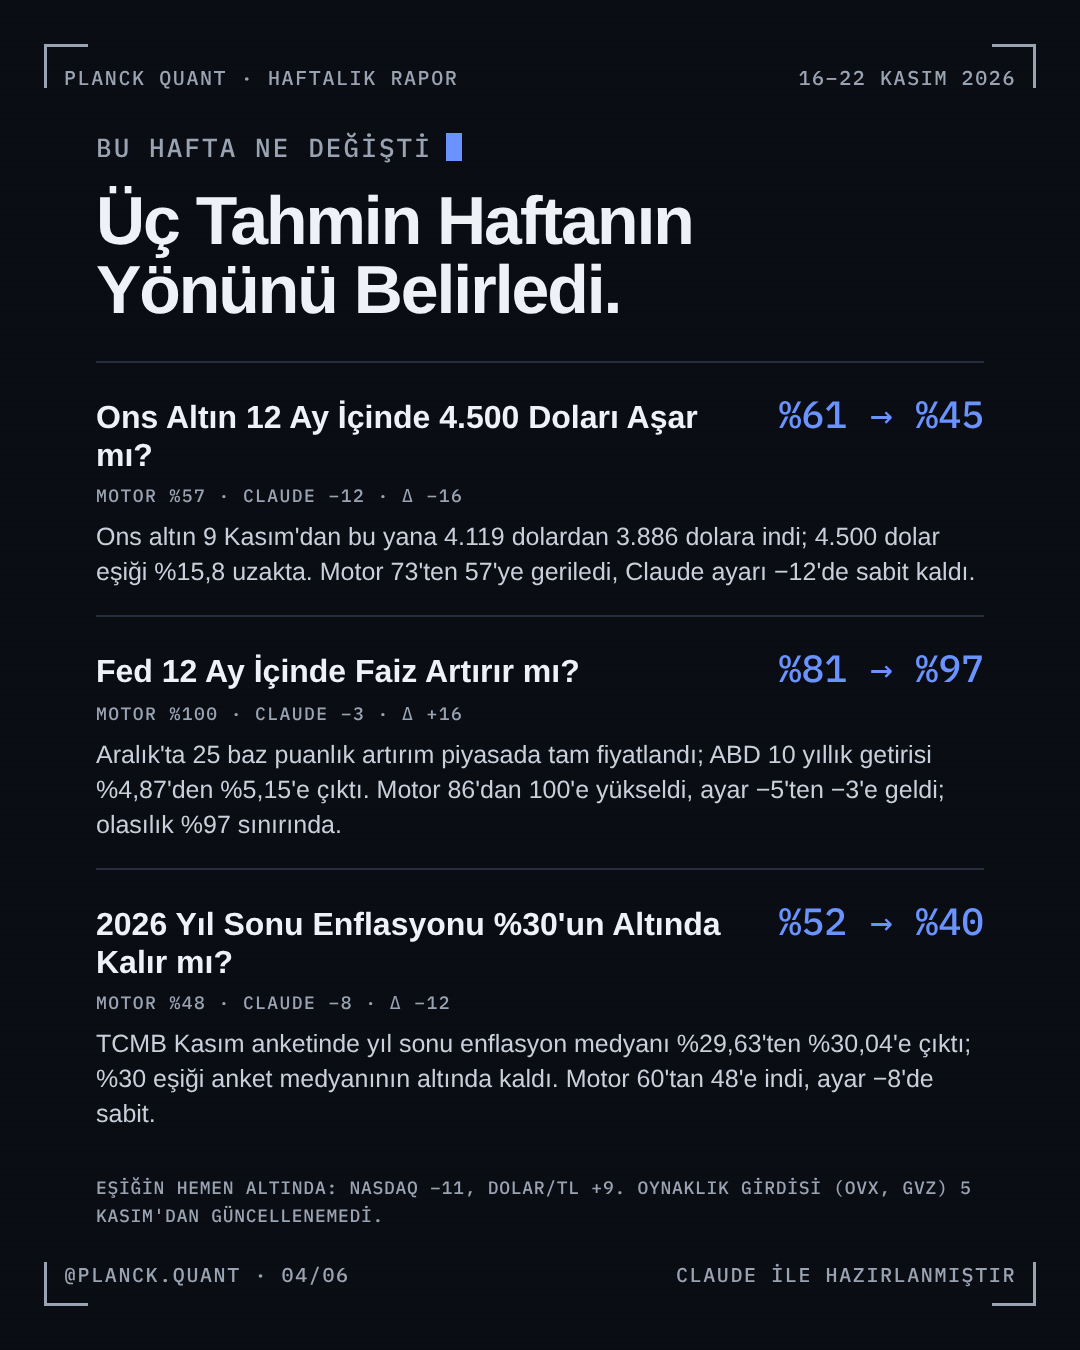 PLANCK QUANT · HAFTALIK RAPOR
16–22 KASIM 2026
BU HAFTA NE DEĞİŞTİ
Üç Tahmin Haftanın
Yönünü Belirledi.
Ons Altın 12 Ay İçinde 4.500 Doları Aşar
mı?
%61 → %45
MOTOR %57 · CLAUDE −12 · Δ −16
Ons altın 9 Kasım'dan bu yana 4.119 dolardan 3.886 dolara indi; 4.500 dolar
eşiği %15,8 uzakta. Motor 73'ten 57'ye geriledi, Claude ayarı −12'de sabit kaldı.
Fed 12 Ay İçinde Faiz Artırır mı?
%81 → %97
MOTOR %100 · CLAUDE −3 · Δ +16
Aralık'ta 25 baz puanlık artırım piyasada tam fiyatlandı; ABD 10 yıllık getirisi
%4,87'den %5,15'e çıktı. Motor 86'dan 100'e yükseldi, ayar −5'ten −3'e geldi;
olasılık %97 sınırında.
2026 Yıl Sonu Enflasyonu %30'un Altında
Kalır mı?
%52 → %40
MOTOR %48 · CLAUDE −8 · Δ −12
TCMB Kasım anketinde yıl sonu enflasyon medyanı %29,63'ten %30,04'e çıktı;
%30 eşiği anket medyanının altında kaldı. Motor 60'tan 48'e indi, ayar −8'de
sabit.
EŞİĞİN HEMEN ALTINDA: NASDAQ −11, DOLAR/TL +9. OYNAKLIK GİRDİSİ (OVX, GVZ) 5
KASIM'DAN GÜNCELLENEMEDİ.
@PLANCK.QUANT · 04/06
CLAUDE İLE HAZIRLANMIŞTIR